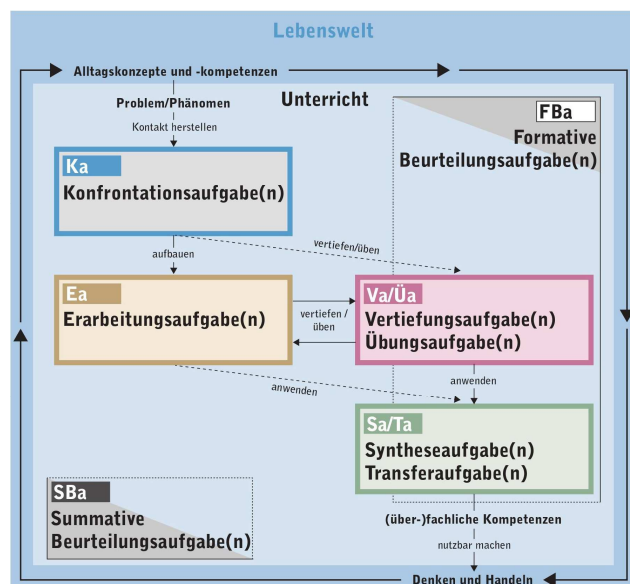 Lebenswelt
Alltagskonzepte und -kompetenzen
Problem/Phänomen
Unterricht
Kontakt herstellen
FBa
Formative
Beurteilungsaufgabe(n)
Ka
Konfrontationsaufgabe(n)
aufbauen
vertiefen/üben
Ea
Erarbeitungsaufgabe(n)
vertiefen /
üben
Va/Üa
Vertiefungsaufgabe(n)
Übungsaufgabe(n)
anwenden
anwenden
Sa/Ta
Syntheseaufgabe(n)
Transferaufgabe(n)
SBa
Summative
Beurteilungsaufgabe(n)
(über-)fachliche Kompetenzen
nutzbar machen
Denken und Handeln